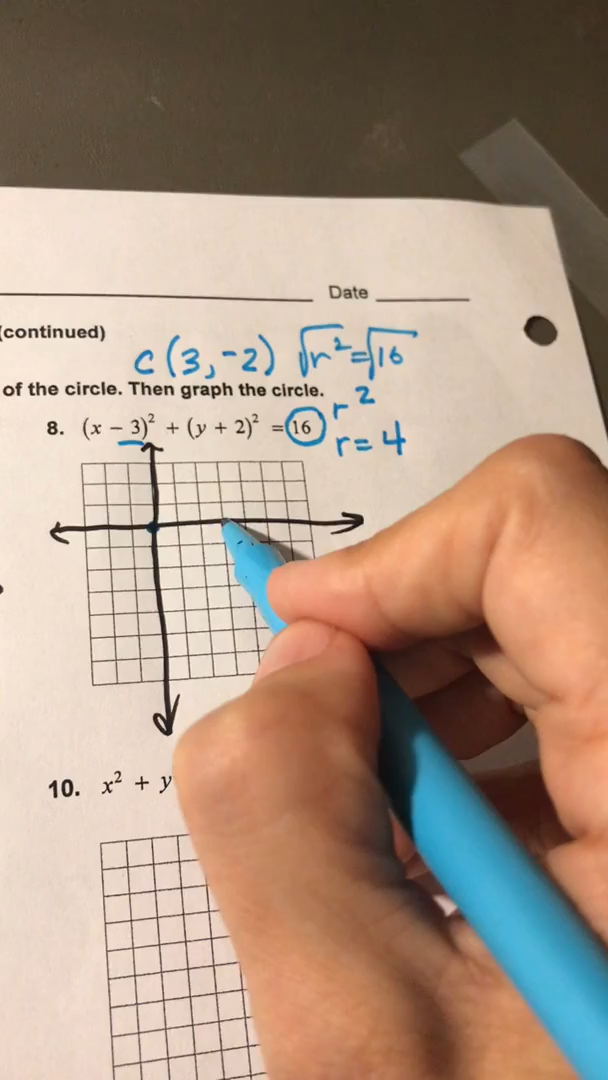 Date
(continued)
C (3, -2) √r² = √16
of the circle. Then graph the circle.
r²
8. (x − 3)² + (y + 2)² = 16
r = 4
10. x² + y